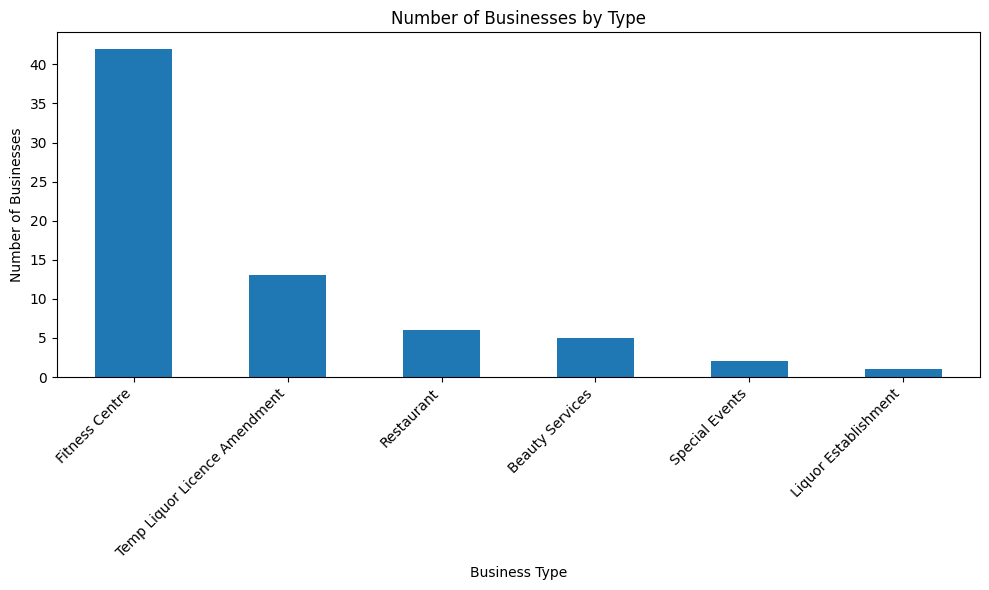 Number of Businesses by Type
Number of Businesses
40
35
30
25
20
15
10
5
0
Fitness Centre
Temp Liquor Licence Amendment
Restaurant
Beauty Services
Special Events
Liquor Establishment
Business Type